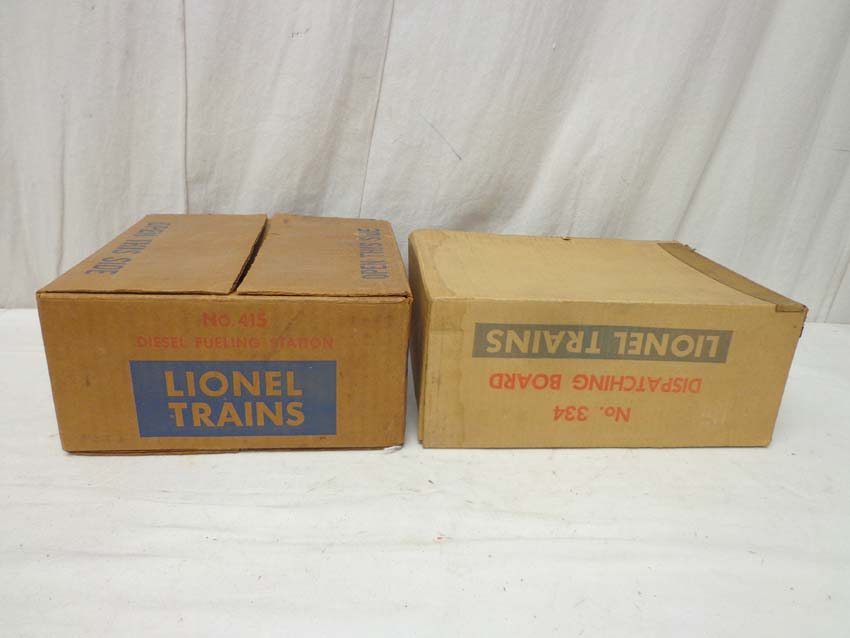 OPEN THIS SIDE
OPEN THIS SIDE
No. 415
DIESEL FUELING STATION
LIONEL
TRAINS
No. 334
DISPATCHING BOARD
LIONEL TRAINS